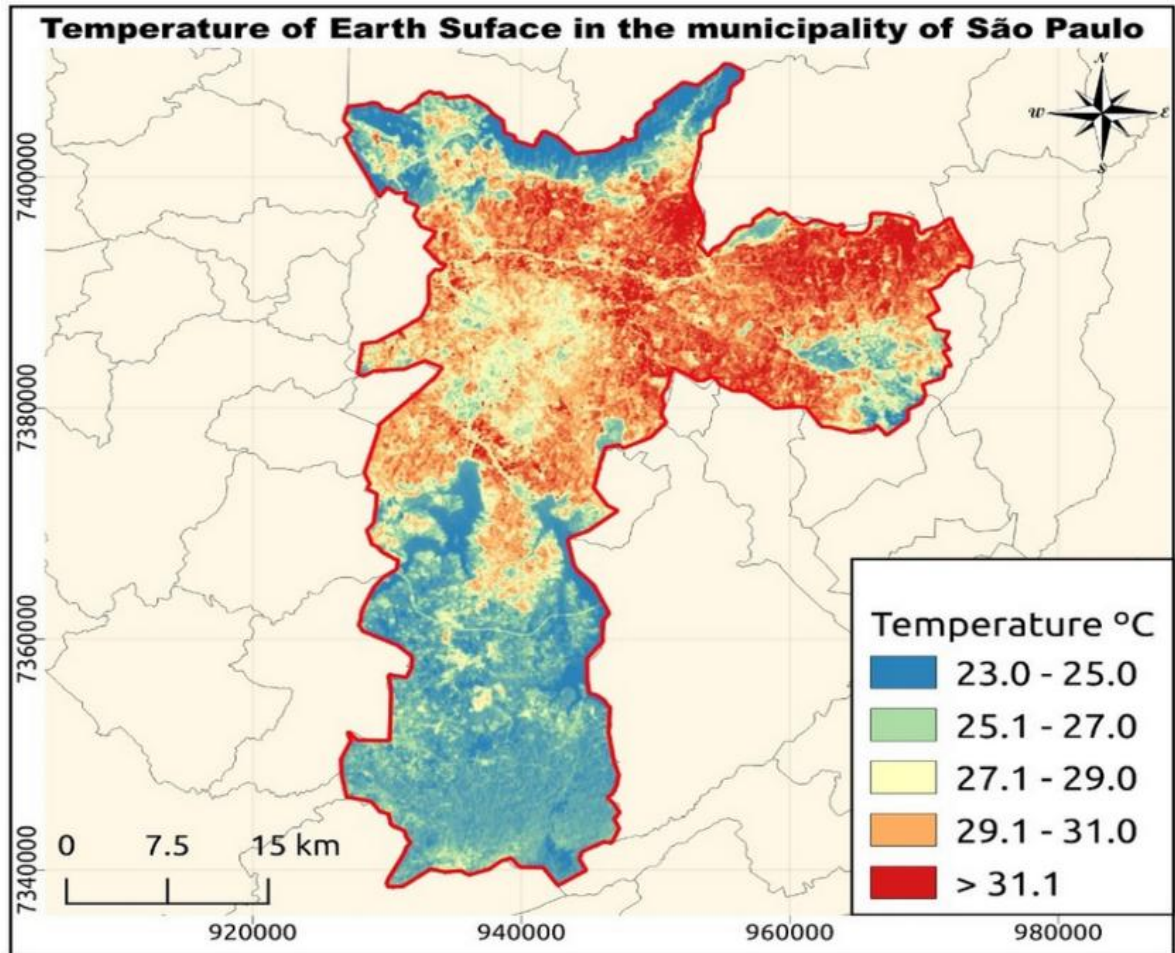 Temperature of Earth Suface in the municipality of São Paulo
N
W
E
S
7400000
7380000
7360000
7340000
Temperature ºC
23.0 - 25.0
25.1 - 27.0
27.1 - 29.0
29.1 - 31.0
> 31.1
0 7.5 15 km
920000 940000 960000 980000